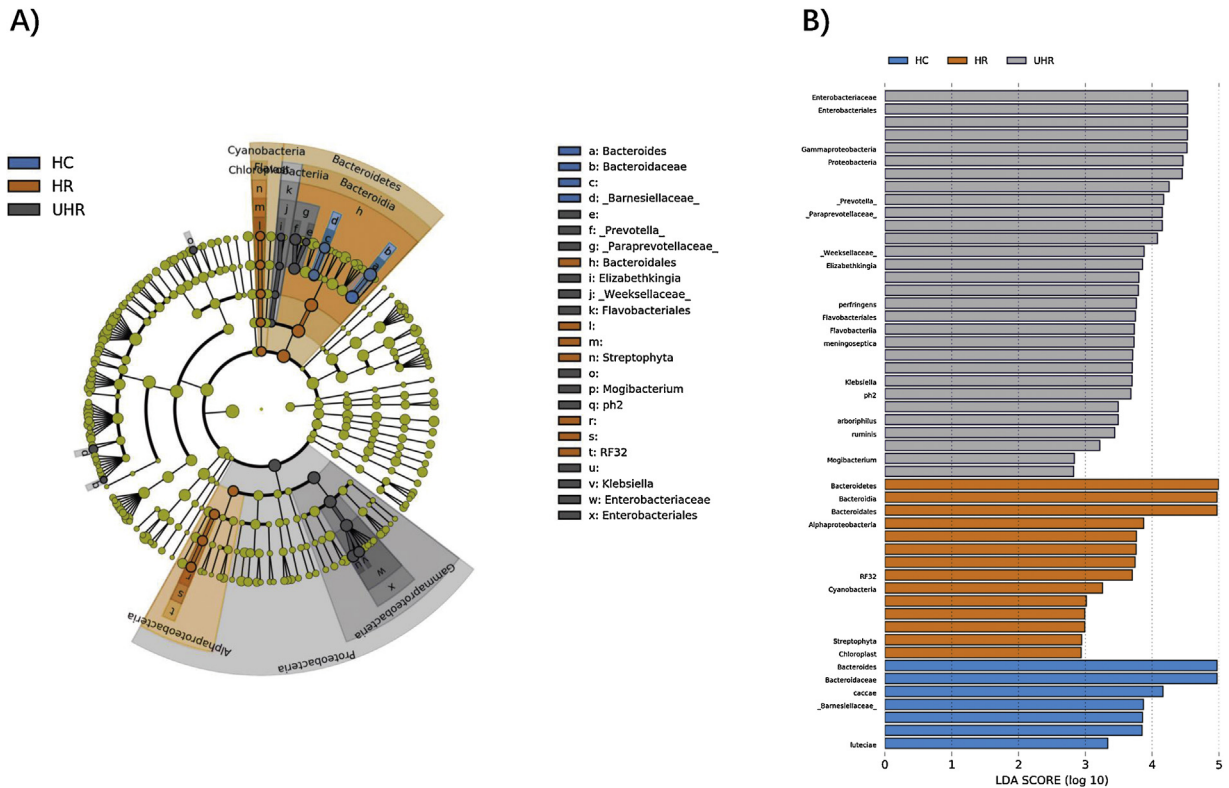 A)
B)
HC
HR
UHR
Cyanobacteria
Bacteroidetes
Bacteroidia
h
n
k
m
j
g
l
i
f
e
d
c
b
a
o
p
q
r
s
t
u
v
w
x
Alphaproteobacteria
Proteobacteria
Gammaproteobacteria
a: Bacteroides
b: Bacteroidaceae
c:
d: _Barnesiellaceae_
e:
f: _Prevotella_
g: _Paraprevotellaceae_
h: Bacteroidales
i: Elizabethkingia
j: _Weeksellaceae_
k: Flavobacteriales
l:
m:
n: Streptophyta
o:
p: Mogibacterium
q: ph2
r:
s:
t: RF32
u:
v: Klebsiella
w: Enterobacteriaceae
x: Enterobacteriales
HC HR UHR
Enterobacteriaceae
Enterobacteriales
Gammaproteobacteria
Proteobacteria
_Prevotella_
_Paraprevotellaceae_
_Weeksellaceae_
Elizabethkingia
perfringens
Flavobacteriales
Flavobacteriia
meningoseptica
Klebsiella
ph2
arboriphilus
ruminis
Mogibacterium
Bacteroidetes
Bacteroidia
Bacteroidales
Alphaproteobacteria
RF32
Cyanobacteria
Streptophyta
Chloroplast
Bacteroides
Bacteroidaceae
caccae
_Barnesiellaceae_
luteciae
0 1 2 3 4 5
LDA SCORE (log 10)